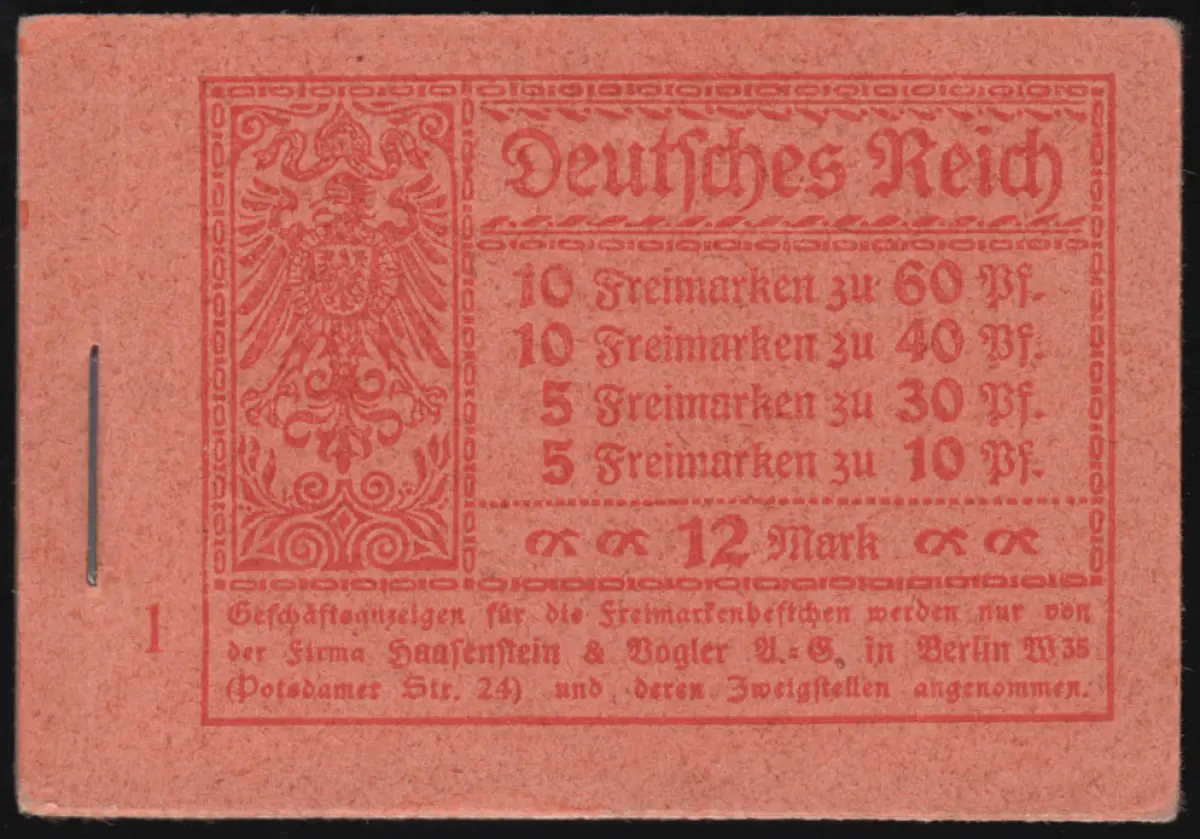 Deutsches Reich
10 Freimarken zu 60 Pf.
10 Freimarken zu 40 Pf.
5 Freimarken zu 30 Pf.
5 Freimarken zu 10 Pf.
12 Mark
Geschäftsanzeigen für die Freimarkenheftchen werden nur von
der Firma Haasenstein & Vogler A.=G. in Berlin W 35
(Potsdamer Str. 24) und deren Zweigstellen angenommen.
1